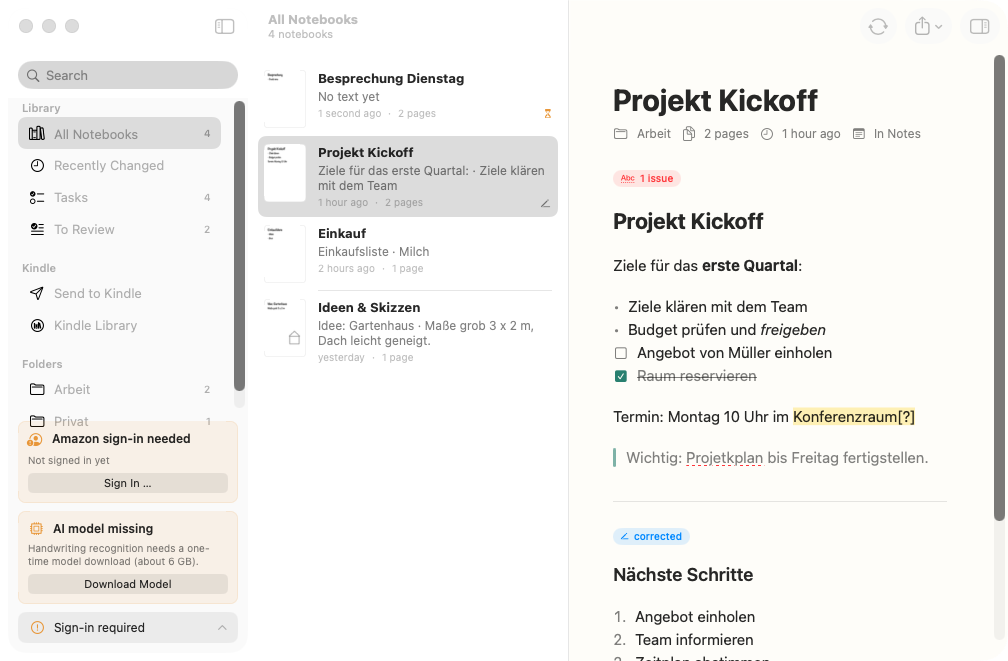 Search
Library
All Notebooks 4
Recently Changed
Tasks 4
To Review 2
Kindle
Send to Kindle
Kindle Library
Folders
Arbeit 2
Privat 1
Amazon sign-in needed
Not signed in yet
Sign In ...
AI model missing
Handwriting recognition needs a one-
time model download (about 6 GB).
Download Model
Sign-in required
All Notebooks
4 notebooks
Besprechung Dienstag
No text yet
1 second ago · 2 pages
Projekt Kickoff
Ziele für das erste Quartal: · Ziele klären
mit dem Team
1 hour ago · 2 pages
Einkauf
Einkaufsliste · Milch
2 hours ago · 1 page
Ideen & Skizzen
Idee: Gartenhaus · Maße grob 3 x 2 m,
Dach leicht geneigt.
yesterday · 1 page
Projekt Kickoff
Arbeit 2 pages 1 hour ago In Notes
Abc 1 issue
Projekt Kickoff
Ziele für das erste Quartal:
· Ziele klären mit dem Team
· Budget prüfen und freigeben
Angebot von Müller einholen
Raum reservieren
Termin: Montag 10 Uhr im Konferenzraum[?]
Wichtig: Projetkplan bis Freitag fertigstellen.
corrected
Nächste Schritte
1. Angebot einholen
2. Team informieren